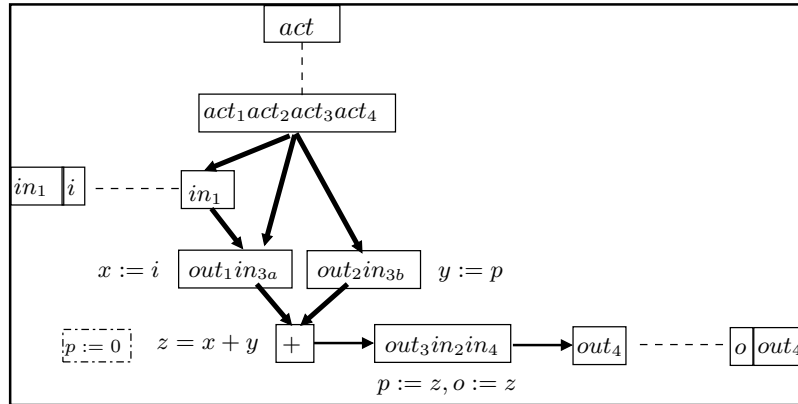 act
act₁act₂act₃act₄
in₁ i
in₁
x := i
out₁in₃ₐ
out₂in₃b
y := p
p := 0
z = x + y
+
out₃in₂in₄
out₄
o out₄
p := z, o := z